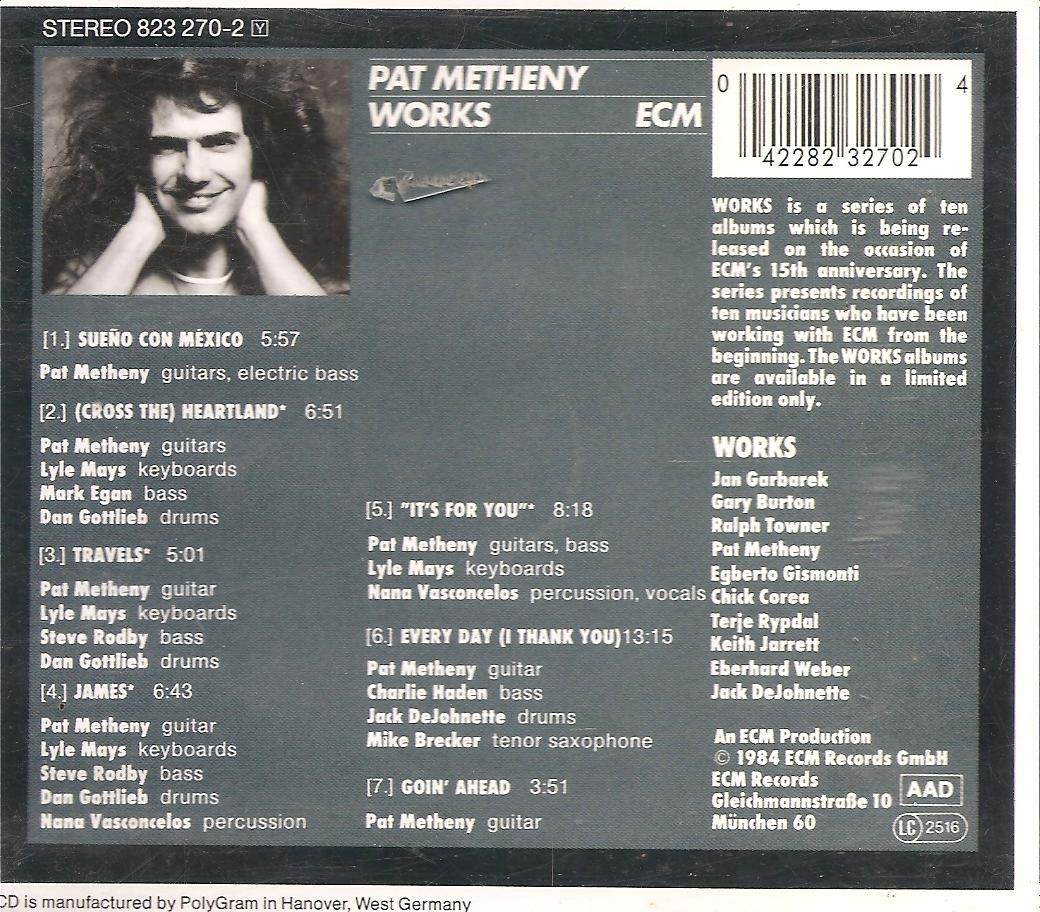 STEREO 823 270-2 Y
PAT METHENY
WORKS ECM
0 4
42282 32702
WORKS is a series of ten
albums which is being re-
leased on the occasion of
ECM's 15th anniversary. The
series presents recordings of
ten musicians who have been
working with ECM from the
beginning. The WORKS albums
are available in a limited
edition only.
[1.] SUEÑO CON MÉXICO 5:57
Pat Metheny guitars, electric bass
[2.] (CROSS THE) HEARTLAND* 6:51
Pat Metheny guitars
Lyle Mays keyboards
Mark Egan bass
Dan Gottlieb drums
[3.] TRAVELS* 5:01
Pat Metheny guitar
Lyle Mays keyboards
Steve Rodby bass
Dan Gottlieb drums
[4.] JAMES* 6:43
Pat Metheny guitar
Lyle Mays keyboards
Steve Rodby bass
Dan Gottlieb drums
Nana Vasconcelos percussion
[5.] "IT'S FOR YOU"* 8:18
Pat Metheny guitars, bass
Lyle Mays keyboards
Nana Vasconcelos percussion, vocals
[6.] EVERY DAY (I THANK YOU) 13:15
Pat Metheny guitar
Charlie Haden bass
Jack DeJohnette drums
Mike Brecker tenor saxophone
[7.] GOIN' AHEAD 3:51
Pat Metheny guitar
WORKS
Jan Garbarek
Gary Burton
Ralph Towner
Pat Metheny
Egberto Gismonti
Chick Corea
Terje Rypdal
Keith Jarrett
Eberhard Weber
Jack DeJohnette
An ECM Production
© 1984 ECM Records GmbH
ECM Records
Gleichmannstraße 10
München 60
AAD
LC 2516
CD is manufactured by PolyGram in Hanover, West Germany